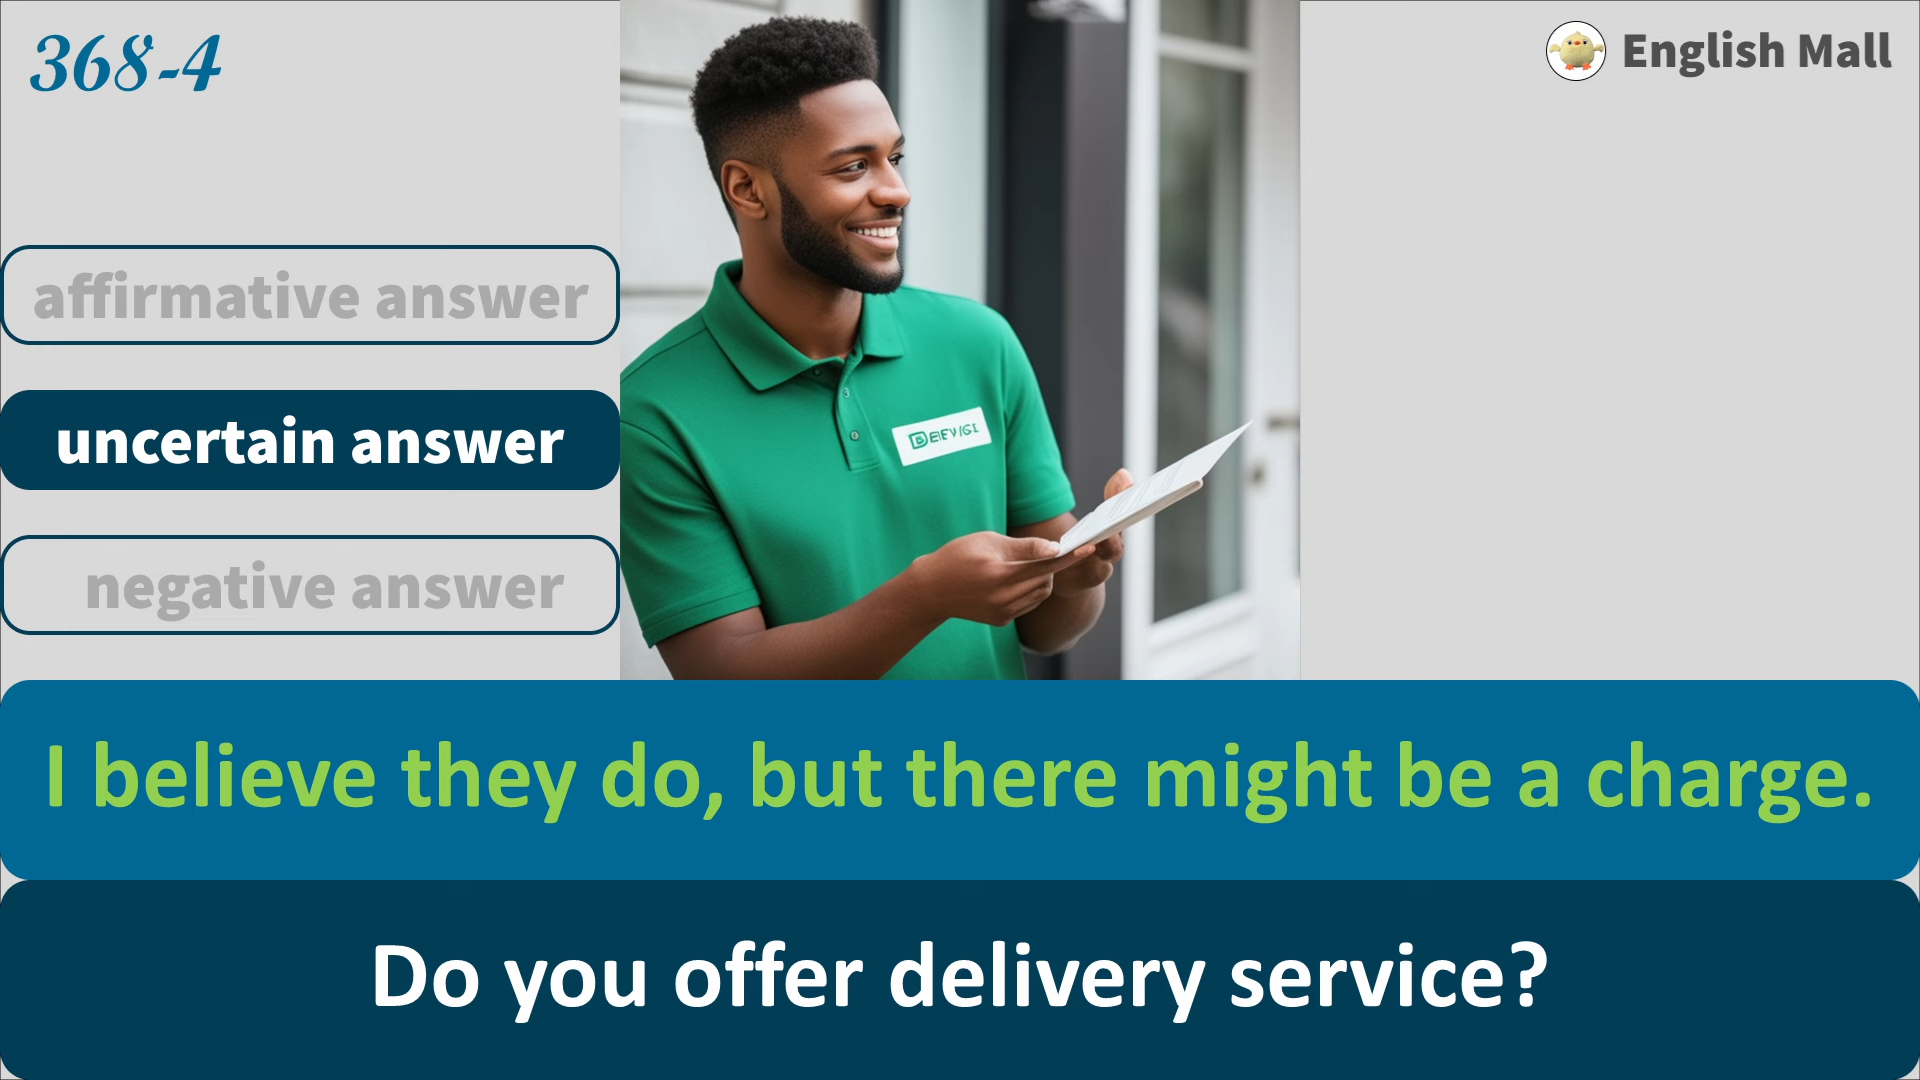 368-4
English Mall
affirmative answer
uncertain answer
negative answer
I believe they do, but there might be a charge.
Do you offer delivery service?